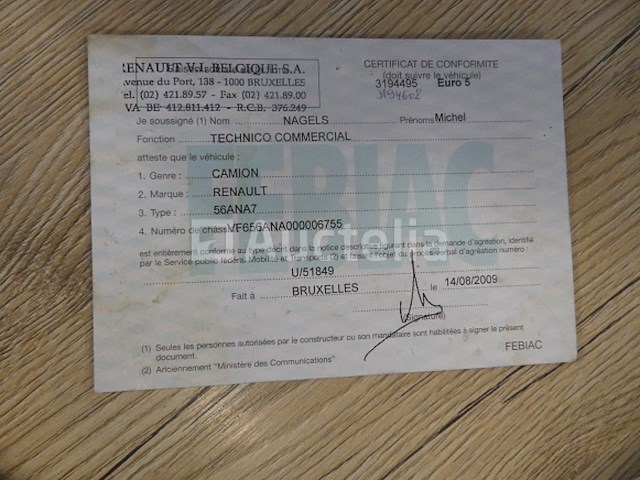 RENAULT V.I. BELGIQUE S.A.
Avenue du Port, 138 - 1000 BRUXELLES
Tel. (02) 421.89.57 - Fax (02) 421.89.00
TVA BE 412.811.412 - R.C.B. 376.249
CERTIFICAT DE CONFORMITE
(doit suivre le véhicule)
3194495 Euro 5
3194602
Je soussigné (1) Nom NAGELS Prénoms Michel
Fonction TECHNICO COMMERCIAL
atteste que le véhicule :
1. Genre : CAMION
2. Marque : RENAULT
3. Type : 56ANA7
4. Numéro de châssis VF656ANA000006755
est entièrement conforme au type décrit dans la notice descriptive figurant dans la demande d'agréation, identifié
par le Service public fédéral, Mobilité et Transports (2) et faisant l'objet du procès verbal d'agréation numéro :
U/51849
Fait à BRUXELLES le 14/08/2009
(Signature)
(1) Seules les personnes autorisées par le constructeur ou son mandataire sont habilitées à signer le présent
document.
(2) Anciennement "Ministère des Communications"
FEBIAC
FEBIAC
Auctelia